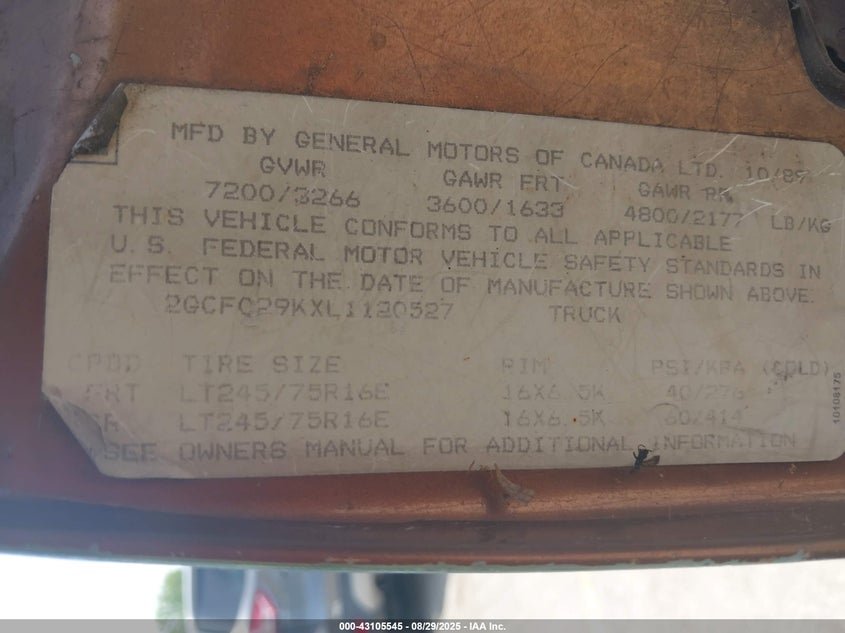 MFD BY GENERAL MOTORS OF CANADA LTD. 10/89
GVWR GAWR FRT GAWR RR
7200/3266 3600/1633 4800/2177 LB/KG
THIS VEHICLE CONFORMS TO ALL APPLICABLE
U.S. FEDERAL MOTOR VEHICLE SAFETY STANDARDS IN
EFFECT ON THE DATE OF MANUFACTURE SHOWN ABOVE.
2GCFC29KXL1120527 TRUCK
TIRE SIZE RIM PSI/KPA (COLD)
FRT LT245/75R16E 16X6.5K 40/276
RR LT245/75R16E 16X6.5K 60/414
SEE OWNERS MANUAL FOR ADDITIONAL INFORMATION
10108175
000-43105545 - 08/29/2025 - IAA Inc.